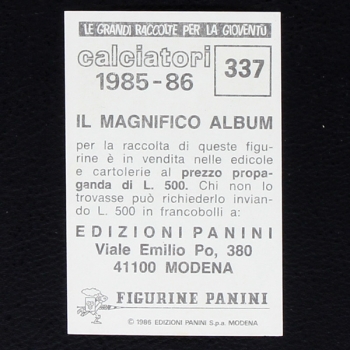 LE GRANDI RACCOLTE PER LA GIOVENTÙ
calciatori
1985-86
337
IL MAGNIFICO ALBUM
per la raccolta di queste figu-
rine è in vendita nelle edicole
e cartolerie al prezzo propa-
ganda di L. 500. Chi non lo
trovasse può richiederlo invian-
do L. 500 in francobolli a:
EDIZIONI PANINI
Viale Emilio Po, 380
41100 MODENA
FIGURINE PANINI
© 1986 EDIZIONI PANINI S.p.a. MODENA